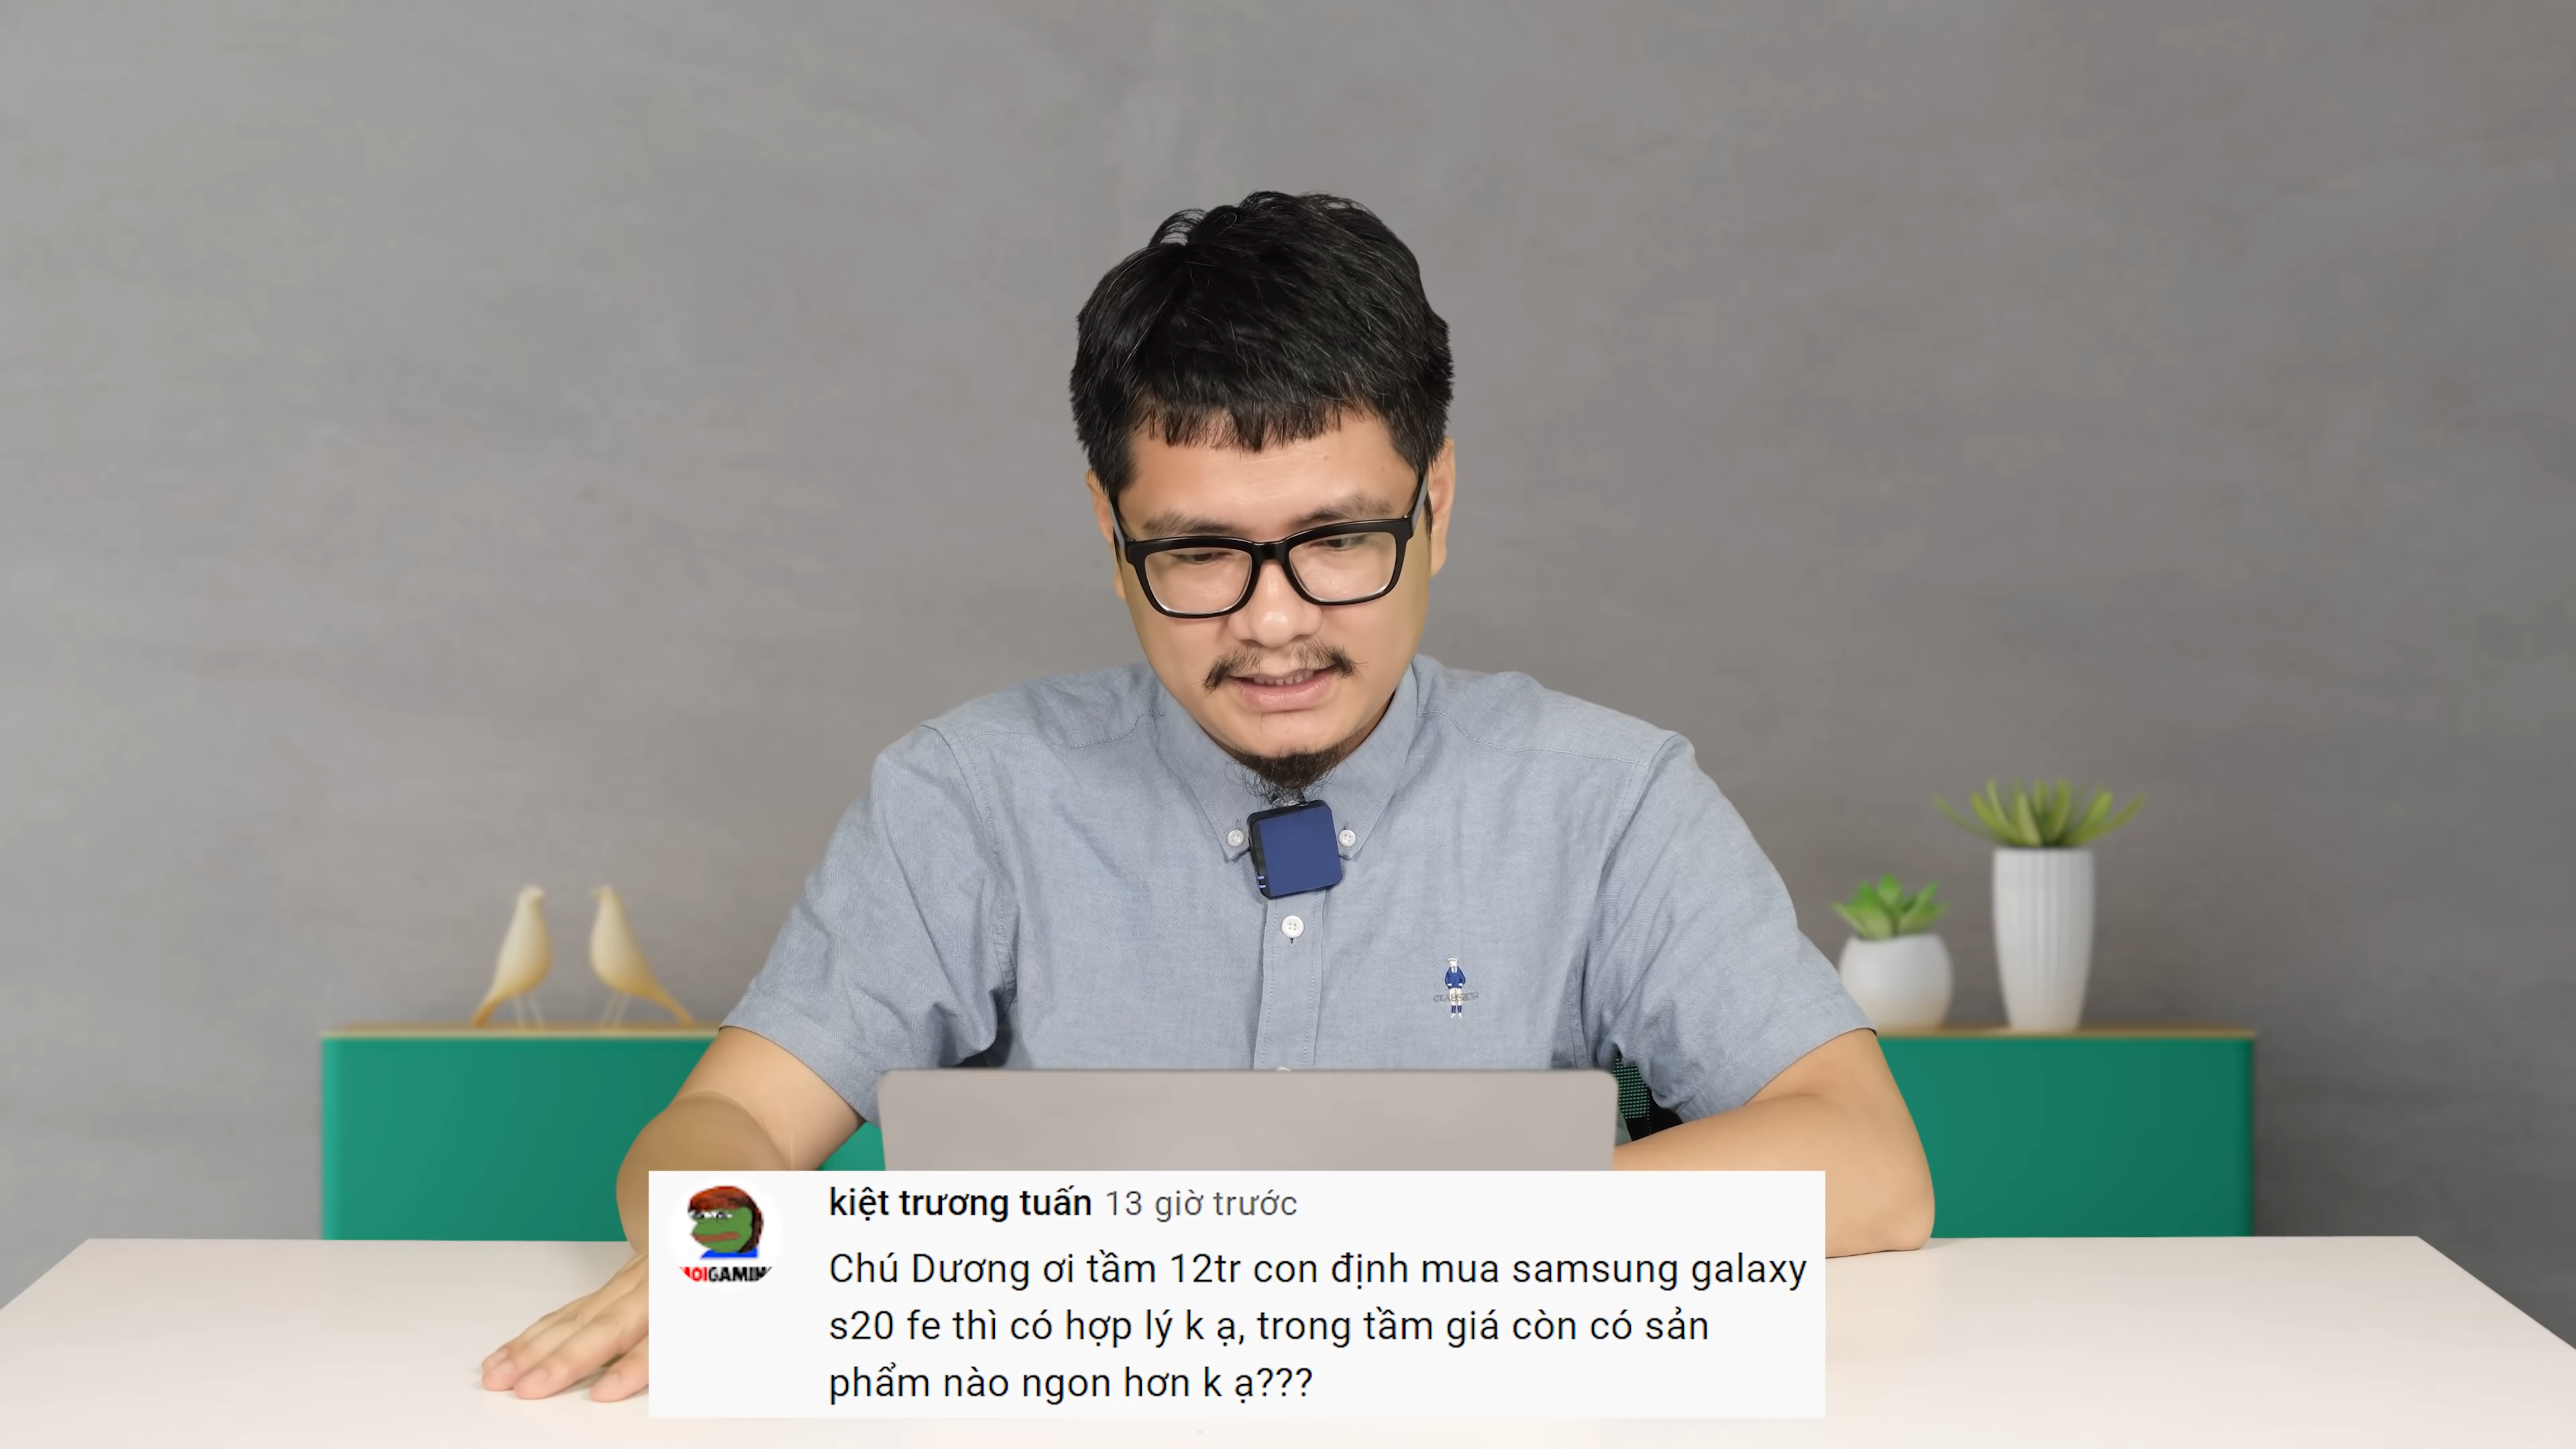 kiệt trương tuấn 13 giờ trước
Chú Dương ơi tầm 12tr con định mua samsung galaxy
s20 fe thì có hợp lý k ạ, trong tầm giá còn có sản
phẩm nào ngon hơn k ạ???